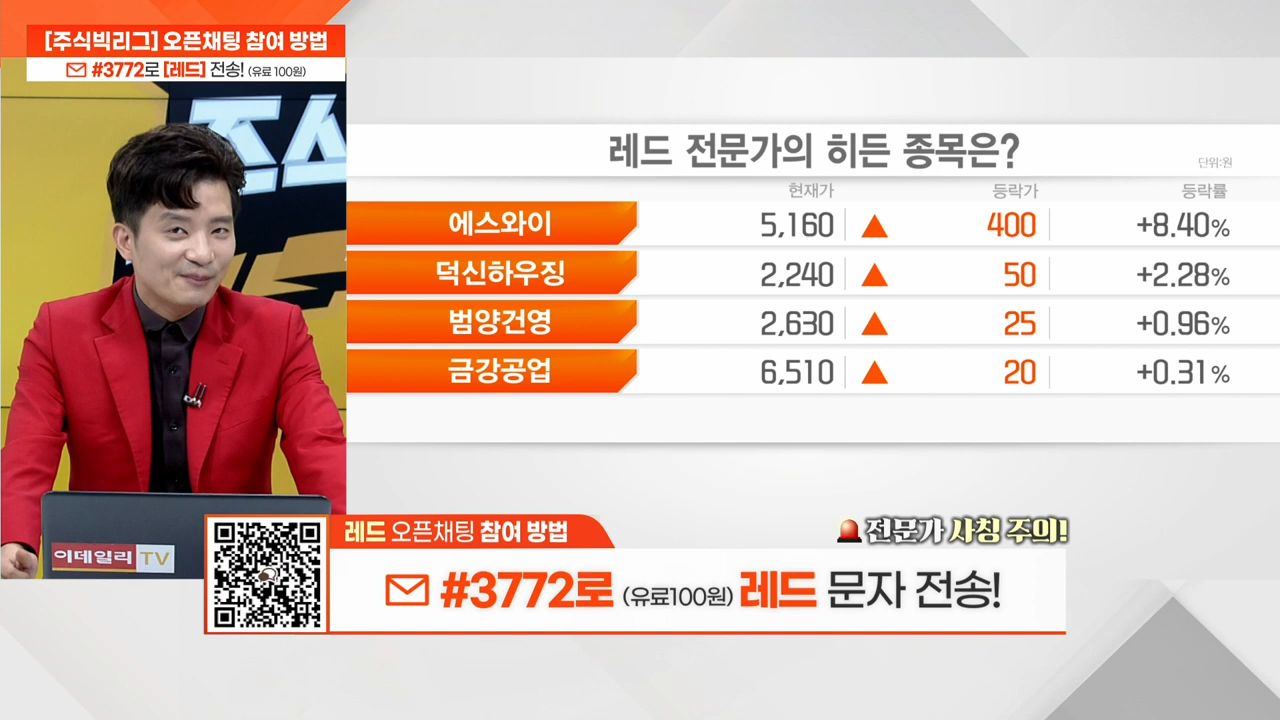 [주식빅리그] 오픈채팅 참여 방법
#3772로 [레드] 전송! (유료 100원)
주식
레드 전문가의 히든 종목은?
단위:원
현재가 등락가 등락률
에스와이 5,160 ▲ 400 +8.40%
덕신하우징 2,240 ▲ 50 +2.28%
범양건영 2,630 ▲ 25 +0.96%
금강공업 6,510 ▲ 20 +0.31%
이데일리 TV
레드 오픈채팅 참여 방법
전문가 사칭 주의!
#3772로 (유료100원) 레드 문자 전송!